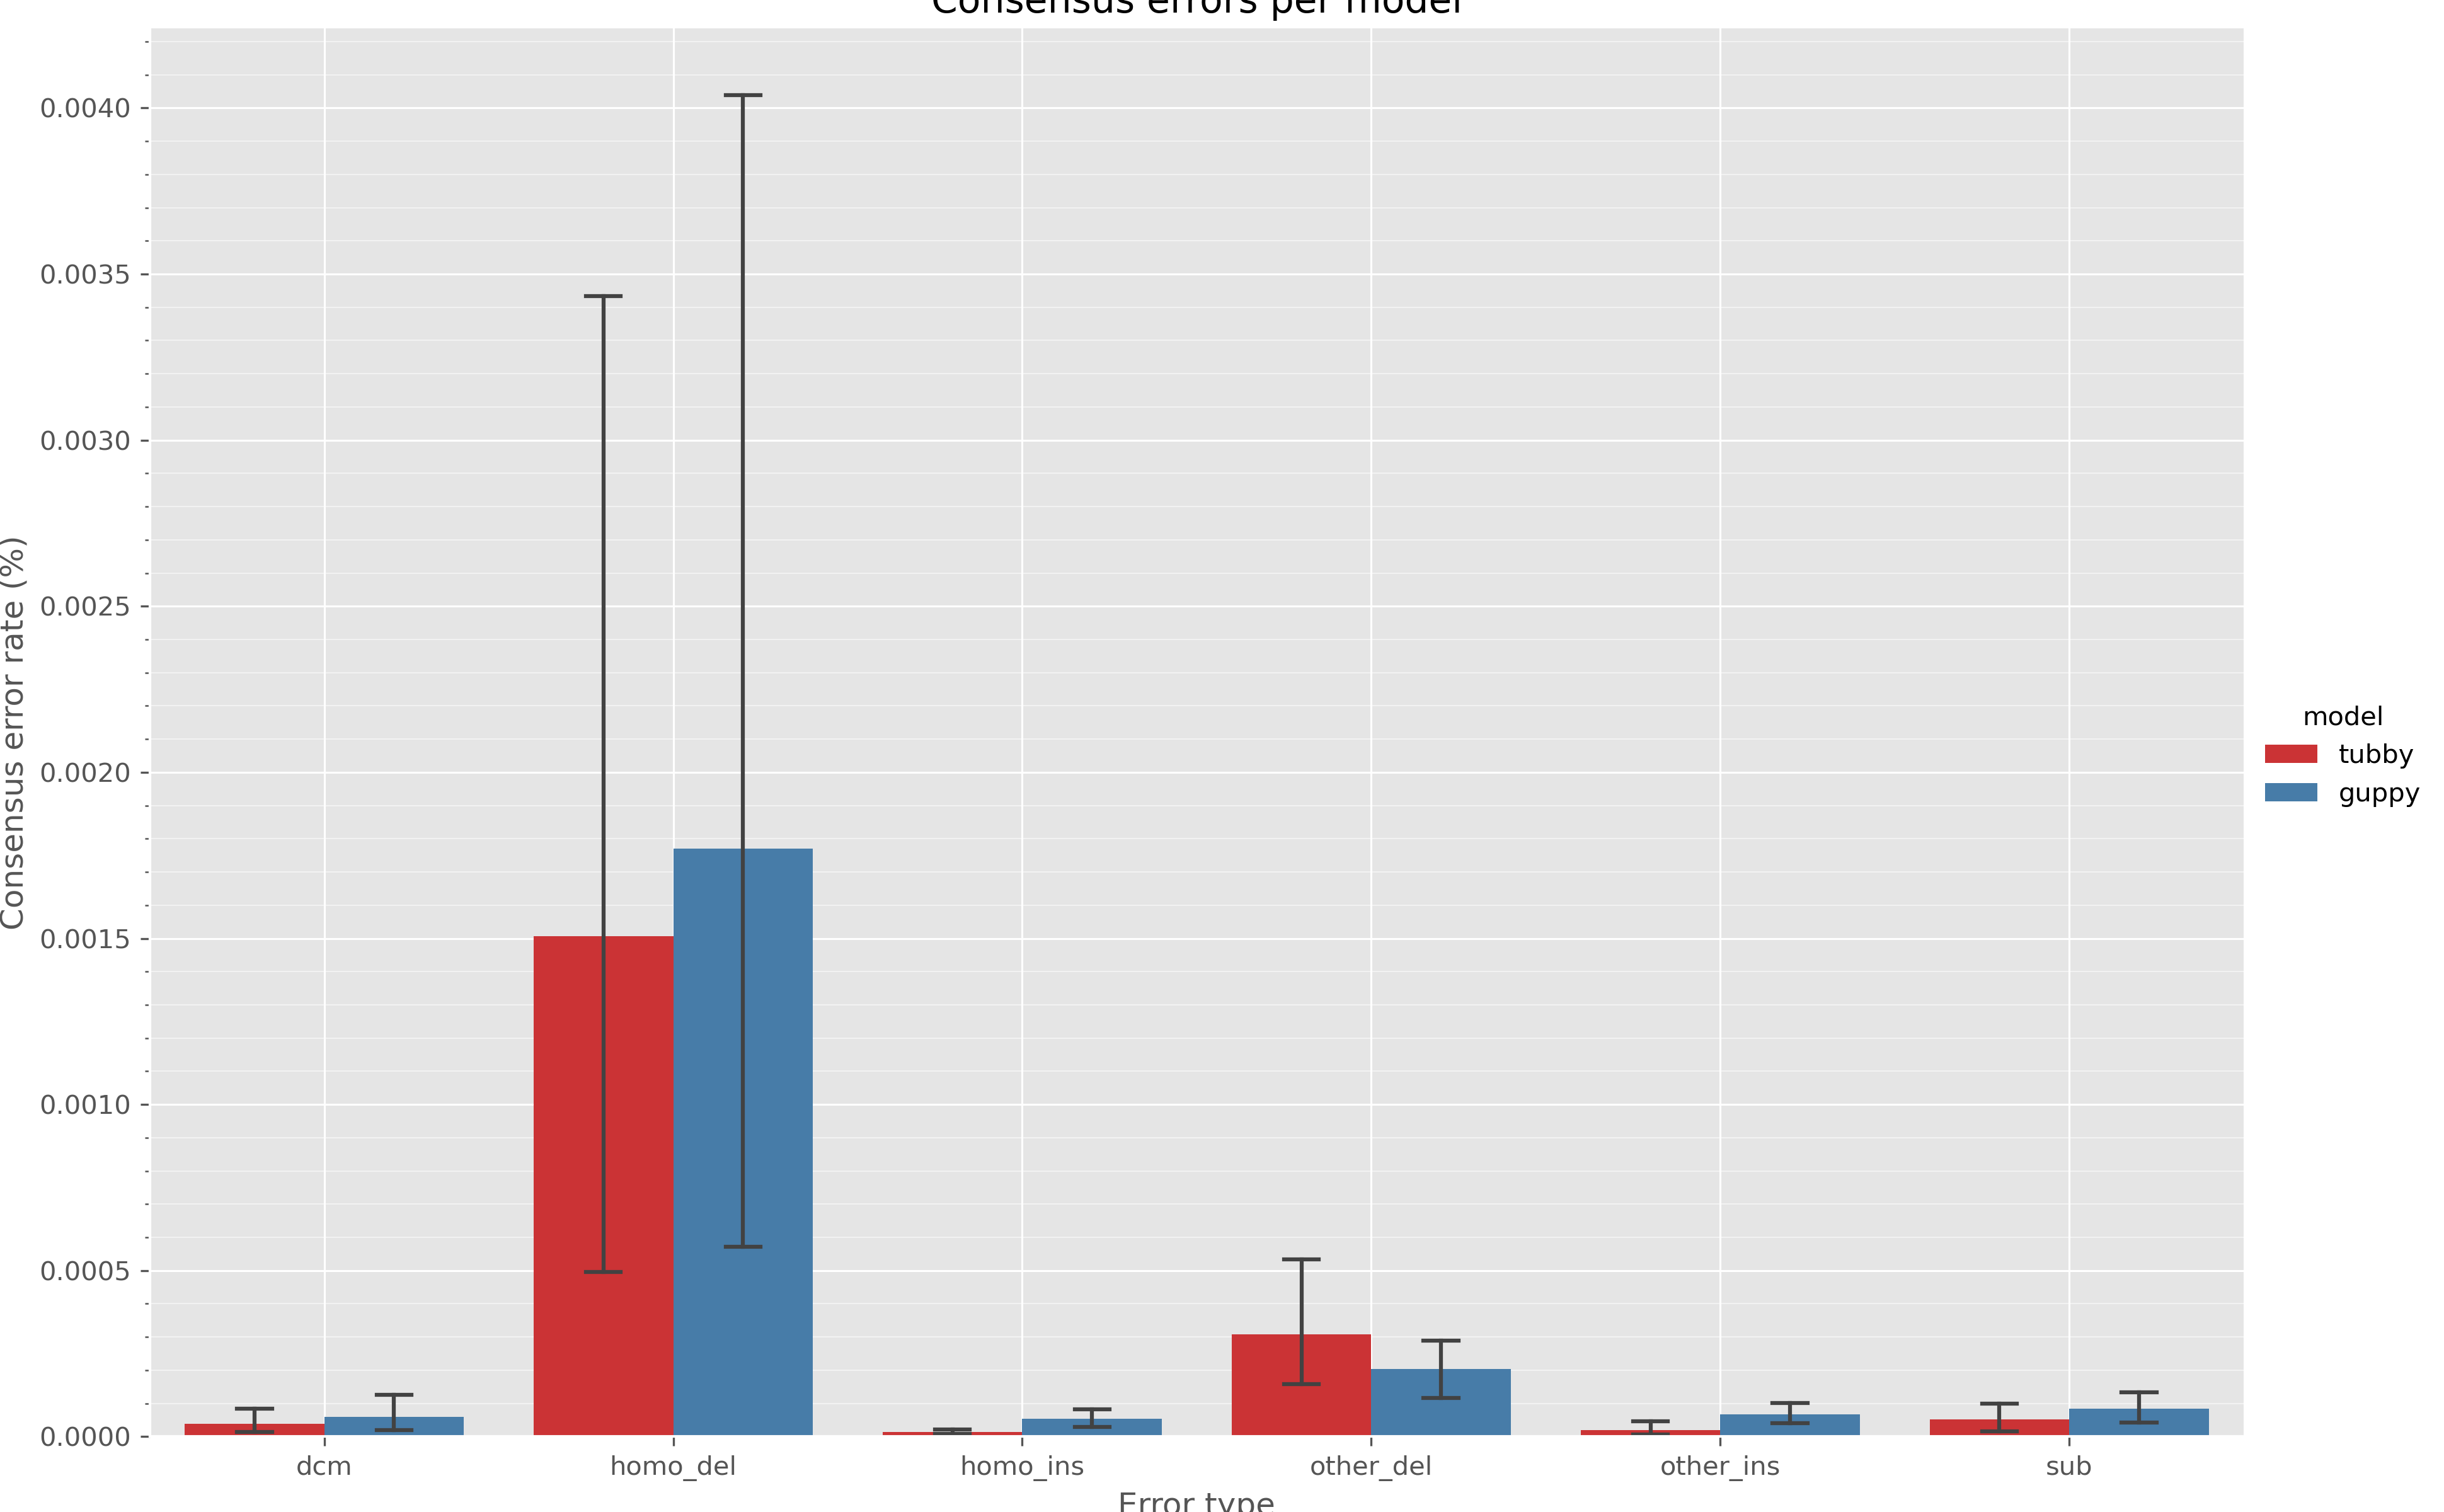 Consensus errors per model
0.0040
0.0035
0.0030
0.0025
0.0020
0.0015
0.0010
0.0005
0.0000
Consensus error rate (%)
dcm homo_del homo_ins other_del other_ins sub
Error type
model
tubby
guppy